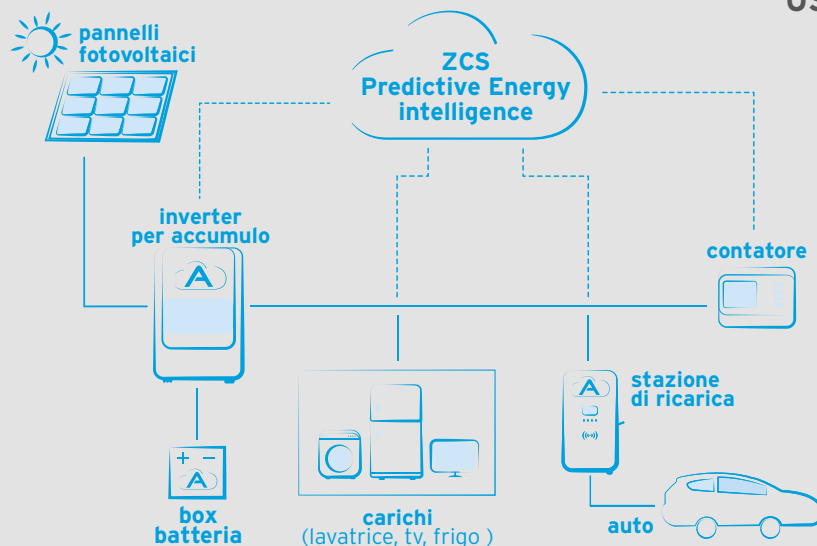 pannelli
fotovoltaici
ZCS
Predictive Energy
intelligence
inverter
per accumulo
A
contatore
A
stazione
di ricarica
+ -
A
box
batteria
carichi
(lavatrice, tv, frigo )
auto